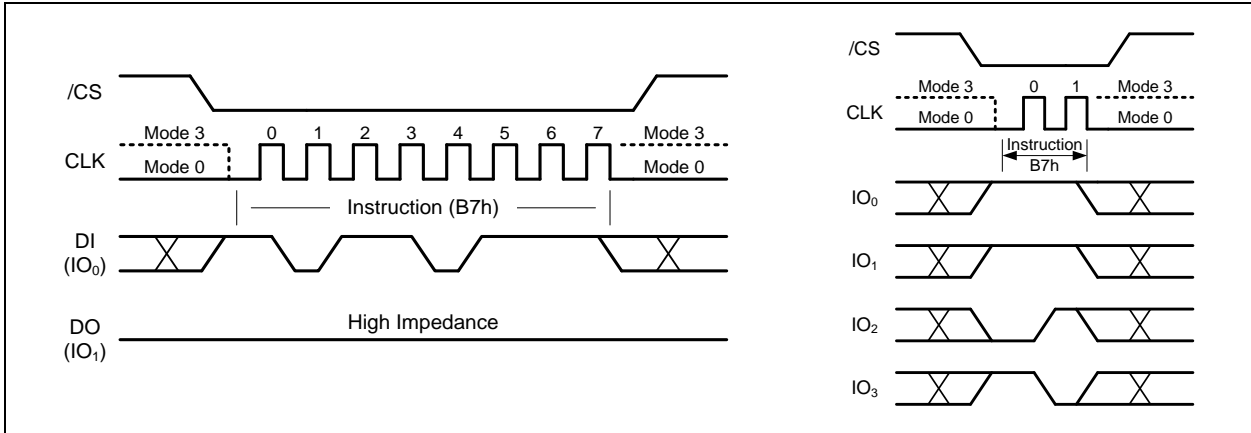 /CS
Mode 3 0 1 2 3 4 5 6 7 Mode 3
CLK
Mode 0 Mode 0
Instruction (B7h)
DI
(IO0)
DO
(IO1)
High Impedance
/CS
Mode 3 0 1 Mode 3
CLK
Mode 0 Mode 0
Instruction
B7h
IO0
IO1
IO2
IO3